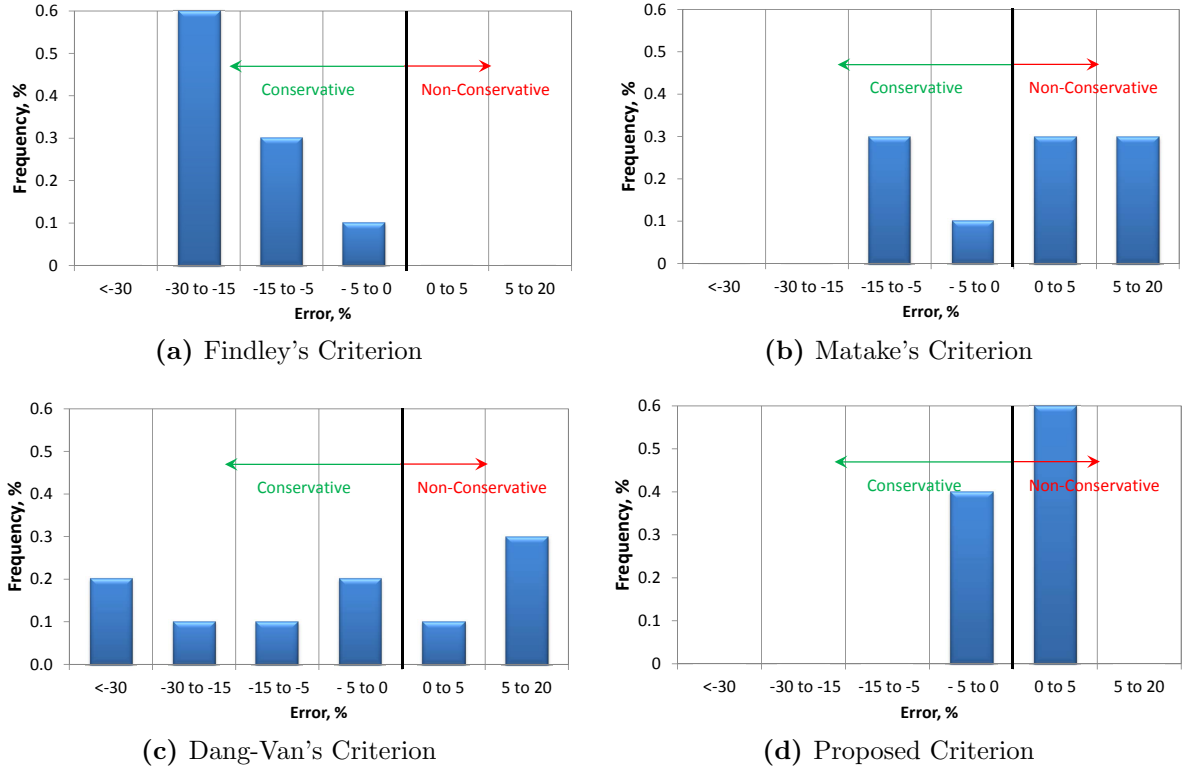 Frequency, %
0.6
0.5
0.4
0.3
0.2
0.1
0
Conservative
Non-Conservative
<-30
-30 to -15
-15 to -5
- 5 to 0
0 to 5
5 to 20
Error, %
(a) Findley's Criterion
Frequency, %
0.6
0.5
0.4
0.3
0.2
0.1
0
Conservative
Non-Conservative
<-30
-30 to -15
-15 to -5
- 5 to 0
0 to 5
5 to 20
Error, %
(b) Matake's Criterion
Frequency, %
0.6
0.5
0.4
0.3
0.2
0.1
0.0
Conservative
Non-Conservative
<-30
-30 to -15
-15 to -5
- 5 to 0
0 to 5
5 to 20
Error, %
(c) Dang-Van's Criterion
Frequency, %
0.6
0.5
0.4
0.3
0.2
0.1
0
Conservative
Non-Conservative
<-30
-30 to -15
-15 to -5
- 5 to 0
0 to 5
5 to 20
Error, %
(d) Proposed Criterion